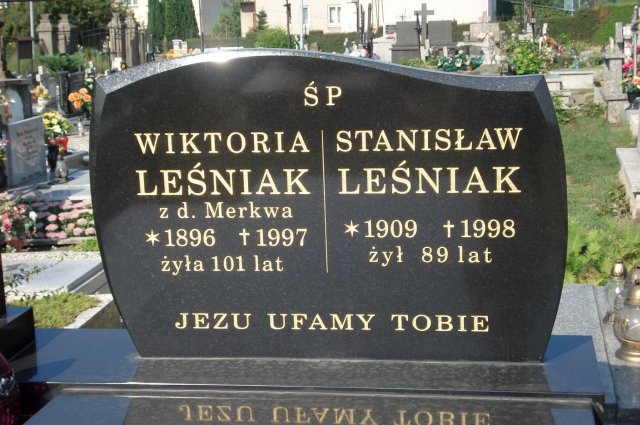 ŚP
WIKTORIA
LEŚNIAK
z d. Merkwa
✶1896 †1997
żyła 101 lat
STANISŁAW
LEŚNIAK
✶1909 †1998
żył 89 lat
JEZU UFAMY TOBIE